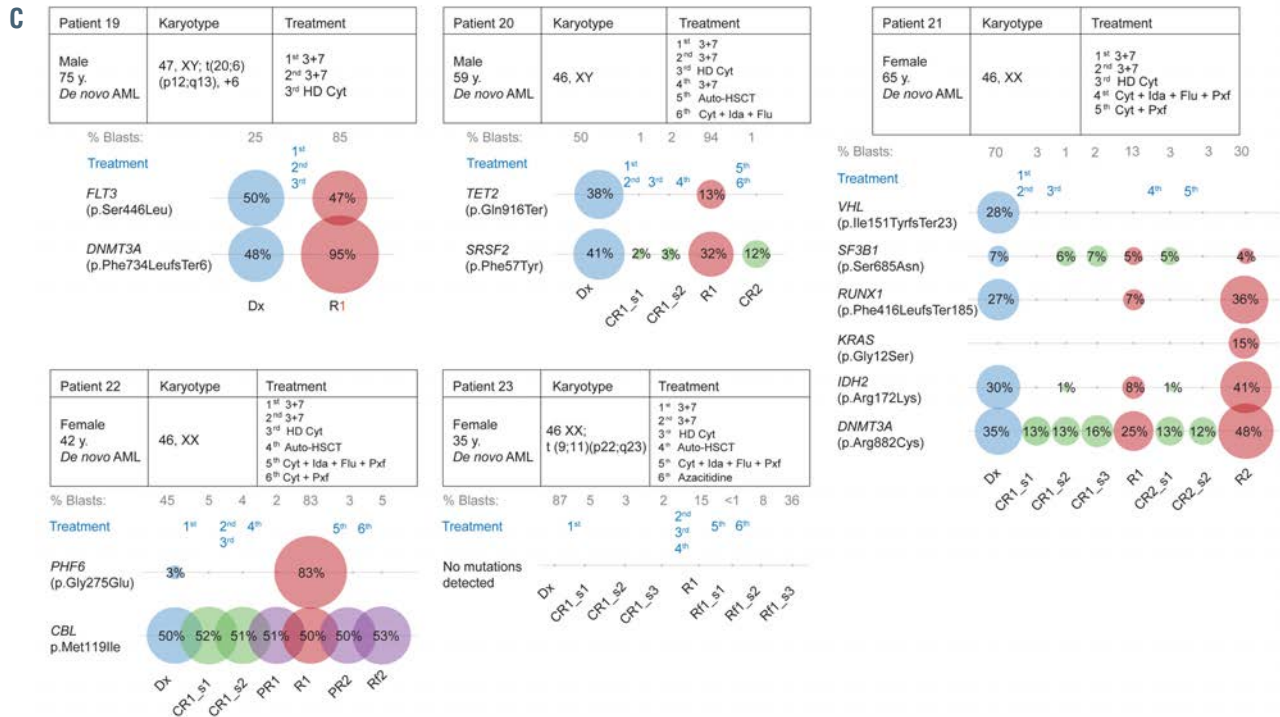 C
Patient 19 Karyotype Treatment
Male
75 y.
De novo AML
47, XY; t(20;6)
(p12;q13), +6
1st 3+7
2nd 3+7
3rd HD Cyt
% Blasts: 25 85
Treatment
1st
2nd
3rd
FLT3
(p.Ser446Leu)
50% 47%
DNMT3A
(p.Phe734LeufsTer6)
48% 95%
Dx R1
Patient 20 Karyotype Treatment
Male
59 y.
De novo AML
46, XY
1st 3+7
2nd 3+7
3rd HD Cyt
4th 3+7
5th Auto-HSCT
6th Cyt + Ida + Flu
% Blasts: 50 1 2 94 1
Treatment
1st 5th
2nd 3rd 4th 6th
TET2
(p.Gln916Ter)
38% 13%
SRSF2
(p.Phe57Tyr)
41% 2% 3% 32% 12%
Dx CR1_s1 CR1_s2 R1 CR2
Patient 21 Karyotype Treatment
Female
65 y.
De novo AML
46, XX
1st 3+7
2nd 3+7
3rd HD Cyt
4st Cyt + Ida + Flu + Pxf
5th Cyt + Pxf
% Blasts: 70 3 1 2 13 3 3 30
Treatment
1st
2nd 3rd 4th 5th
VHL
(p.Ile151TyrfsTer23)
28%
SF3B1
(p.Ser685Asn)
7% 6% 7% 5% 5% 4%
RUNX1
(p.Phe416LeufsTer185)
27% 7% 36%
KRAS
(p.Gly12Ser)
15%
IDH2
(p.Arg172Lys)
30% 1% 8% 1% 41%
DNMT3A
(p.Arg882Cys)
35% 13% 13% 16% 25% 13% 12% 48%
Dx CR1_s1 CR1_s2 CR1_s3 R1 CR2_s1 CR2_s2 R2
Patient 22 Karyotype Treatment
Female
42 y.
De novo AML
46, XX
1st 3+7
2nd 3+7
3rd HD Cyt
4th Auto-HSCT
5th Cyt + Ida + Flu + Pxf
6th Cyt + Pxf
% Blasts: 45 5 4 2 83 3 5
Treatment
1st 2nd 4th 5th 6th
3rd
PHF6
(p.Gly275Glu)
3% 83%
CBL
p.Met119Ile
50% 52% 51% 51% 50% 50% 53%
Dx CR1_s1 CR1_s2 PR1 R1 PR2 Rf2
Patient 23 Karyotype Treatment
Female
35 y.
De novo AML
46 XX;
t (9;11)(p22;q23)
1st 3+7
2nd 3+7
3rd HD Cyt
4th Auto-HSCT
5th Cyt + Ida + Flu + Pxf
6th Azacitidine
% Blasts: 87 5 3 2 15 <1 8 36
Treatment
1st 2nd 5th 6th
3rd
4th
No mutations
detected
Dx CR1_s1 CR1_s2 CR1_s3 R1 Rf1_s1 Rf1_s2 Rf1_s3